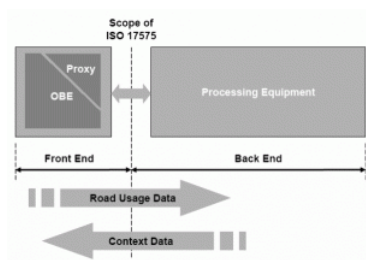 Scope of
ISO 17575
Proxy
OBE
Processing Equipment
Front End
Back End
Road Usage Data
Context Data